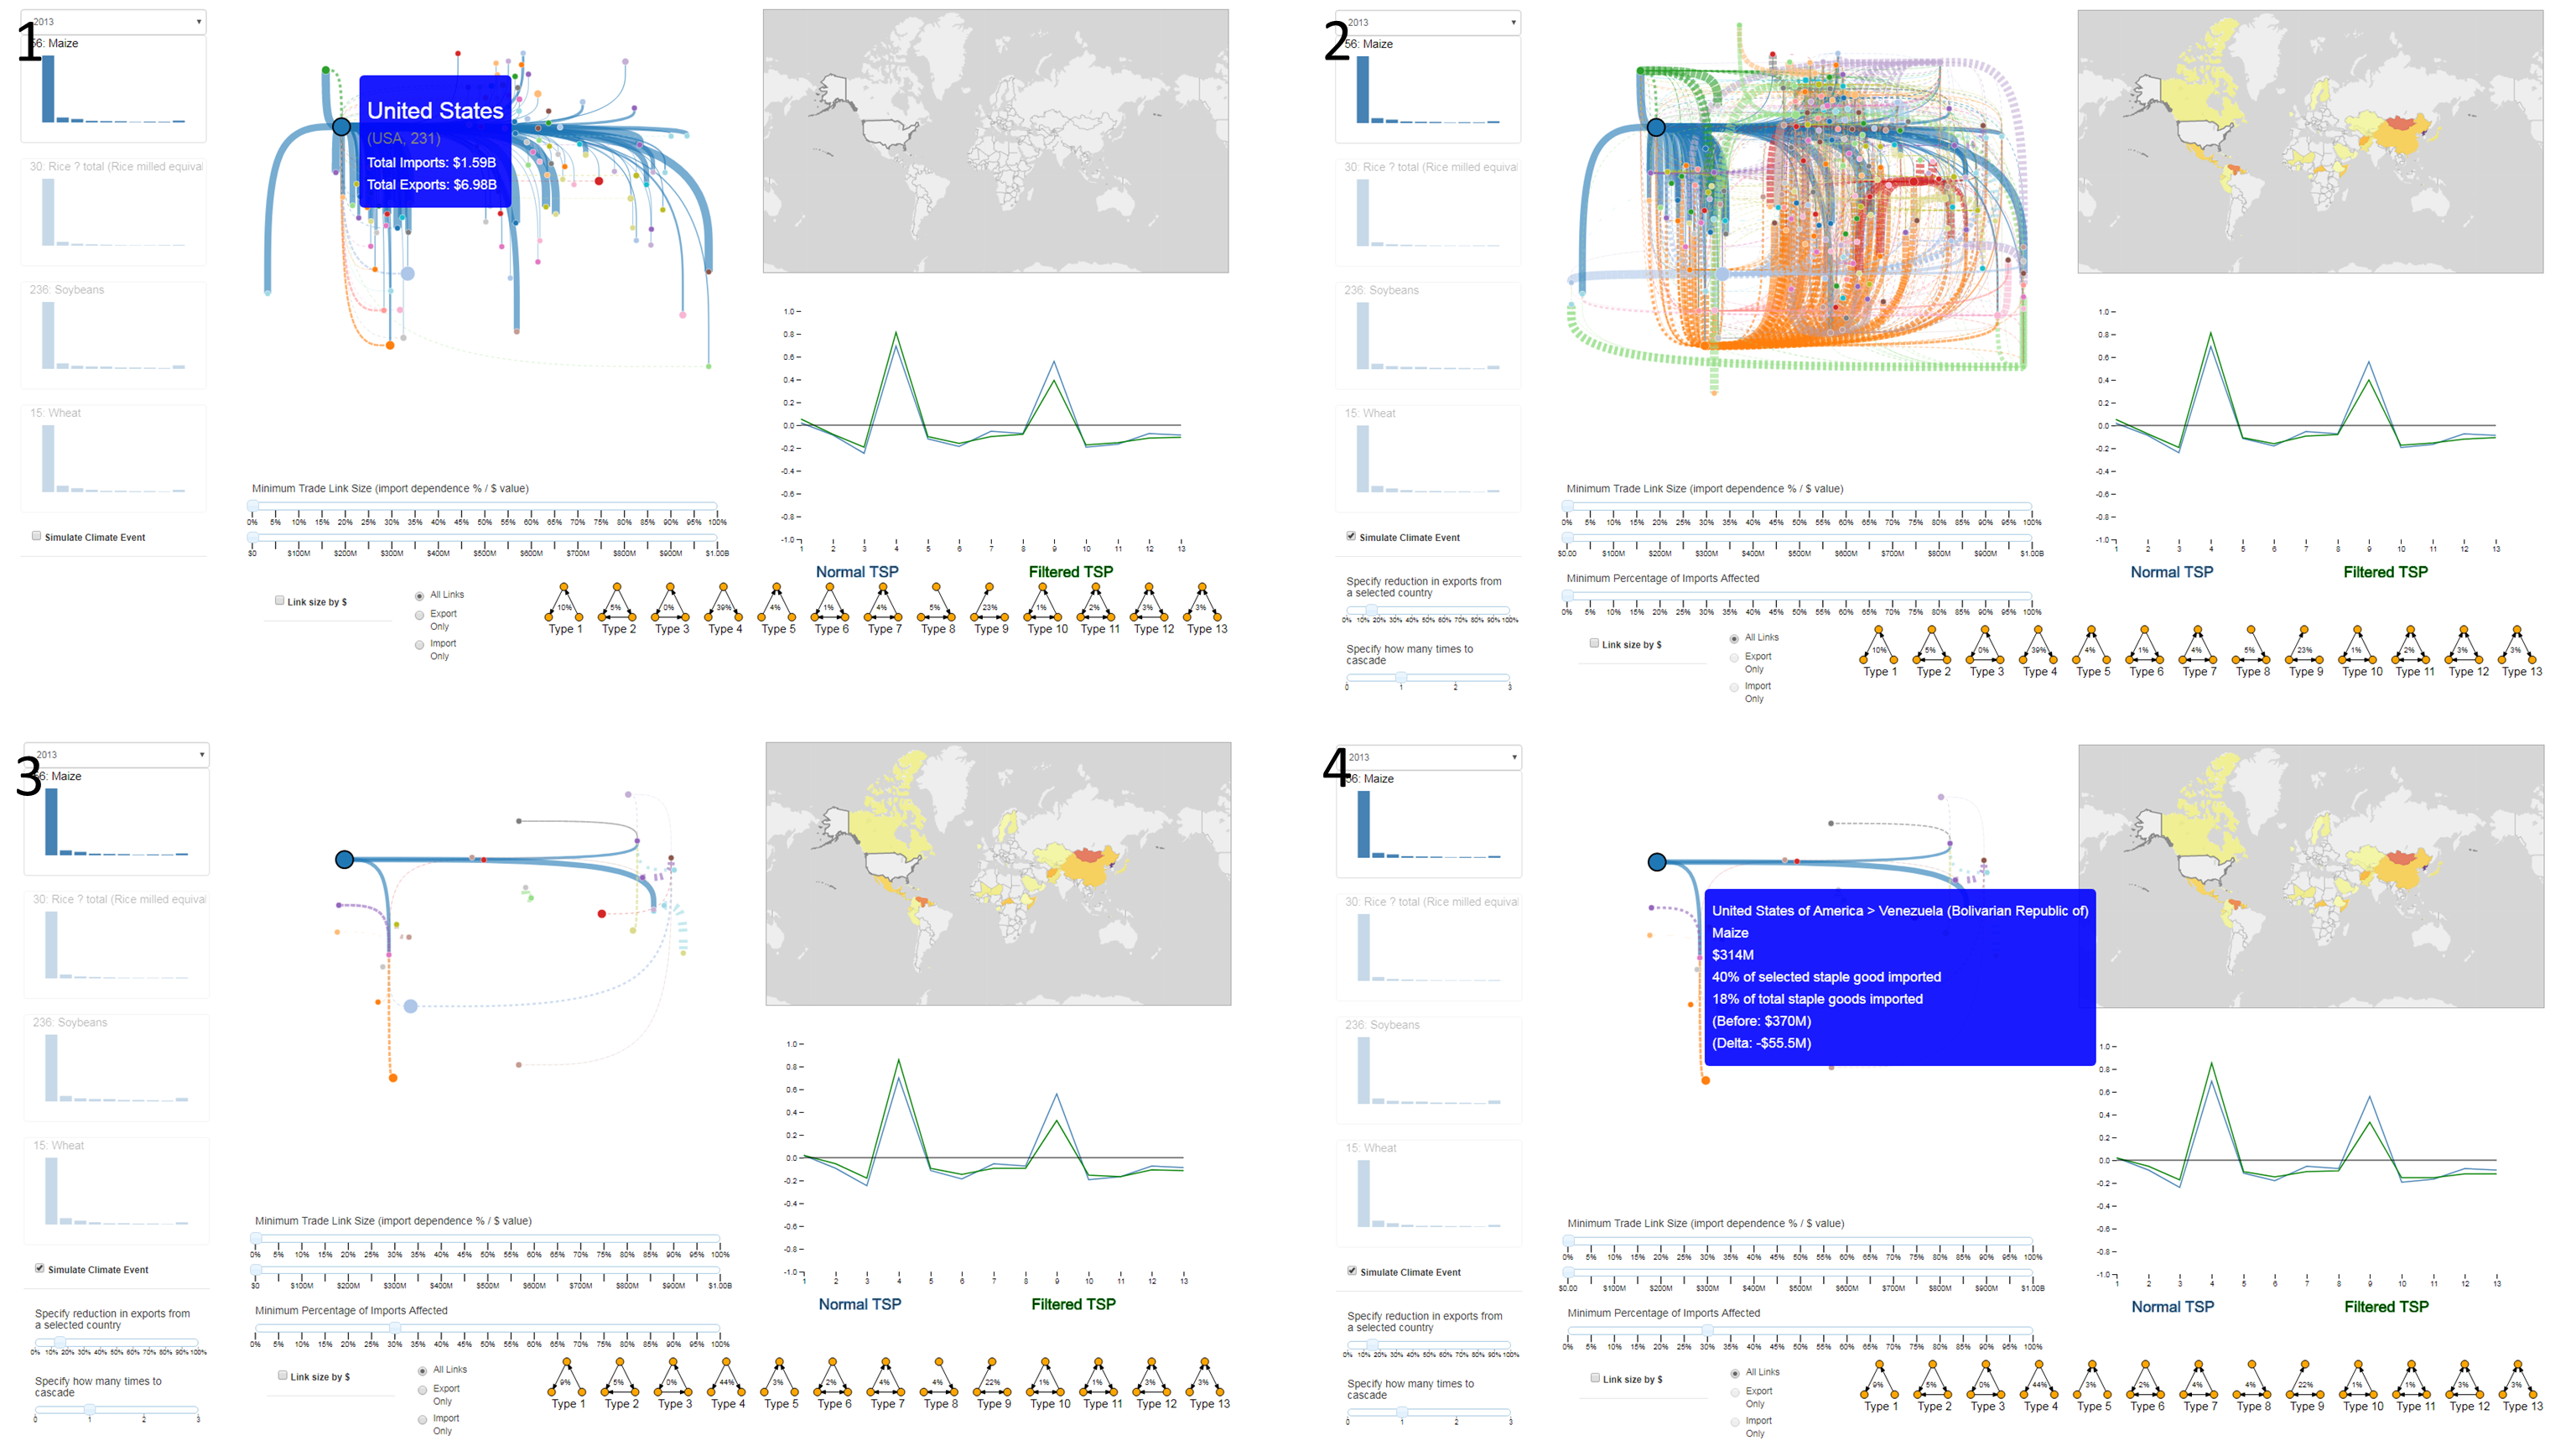 1
2013
56: Maize
30: Rice ? total (Rice milled equival
236: Soybeans
15: Wheat
Simulate Climate Event
United States
(USA, 231)
Total Imports: $1.59B
Total Exports: $6.98B
Minimum Trade Link Size (import dependence % / $ value)
0% 5% 10% 15% 20% 25% 30% 35% 40% 45% 50% 55% 60% 65% 70% 75% 80% 85% 90% 95% 100%
$0 $100M $200M $300M $400M $500M $600M $700M $800M $900M $1.00B
Link size by $
All Links
Export
Only
Import
Only
1.0
0.8
0.6
0.4
0.2
0.0
-0.2
-0.4
-0.6
-0.8
-1.0
1 2 3 4 5 6 7 8 9 10 11 12 13
Normal TSP Filtered TSP
10% 5% 0% 39% 4% 1% 4% 5% 23% 1% 2% 3% 3%
Type 1 Type 2 Type 3 Type 4 Type 5 Type 6 Type 7 Type 8 Type 9 Type 10 Type 11 Type 12 Type 13
2
2013
56: Maize
30: Rice ? total (Rice milled equival
236: Soybeans
15: Wheat
Simulate Climate Event
Specify reduction in exports from
a selected country
0% 10% 20% 30% 40% 50% 60% 70% 80% 90% 100%
Specify how many times to
cascade
0 1 2 3
Minimum Trade Link Size (import dependence % / $ value)
0% 5% 10% 15% 20% 25% 30% 35% 40% 45% 50% 55% 60% 65% 70% 75% 80% 85% 90% 95% 100%
$0.00 $100M $200M $300M $400M $500M $600M $700M $800M $900M $1.00B
Minimum Percentage of Imports Affected
0% 5% 10% 15% 20% 25% 30% 35% 40% 45% 50% 55% 60% 65% 70% 75% 80% 85% 90% 95% 100%
Link size by $
All Links
Export
Only
Import
Only
1.0
0.8
0.6
0.4
0.2
0.0
-0.2
-0.4
-0.6
-0.8
-1.0
1 2 3 4 5 6 7 8 9 10 11 12 13
Normal TSP Filtered TSP
10% 5% 0% 39% 4% 1% 4% 5% 23% 1% 2% 3% 3%
Type 1 Type 2 Type 3 Type 4 Type 5 Type 6 Type 7 Type 8 Type 9 Type 10 Type 11 Type 12 Type 13
3
2013
56: Maize
30: Rice ? total (Rice milled equival
236: Soybeans
15: Wheat
Simulate Climate Event
Specify reduction in exports from
a selected country
0% 10% 20% 30% 40% 50% 60% 70% 80% 90% 100%
Specify how many times to
cascade
0 1 2 3
Minimum Trade Link Size (import dependence % / $ value)
0% 5% 10% 15% 20% 25% 30% 35% 40% 45% 50% 55% 60% 65% 70% 75% 80% 85% 90% 95% 100%
$0 $100M $200M $300M $400M $500M $600M $700M $800M $900M $1.00B
Minimum Percentage of Imports Affected
0% 5% 10% 15% 20% 25% 30% 35% 40% 45% 50% 55% 60% 65% 70% 75% 80% 85% 90% 95% 100%
Link size by $
All Links
Export
Only
Import
Only
1.0
0.8
0.6
0.4
0.2
0.0
-0.2
-0.4
-0.6
-0.8
-1.0
1 2 3 4 5 6 7 8 9 10 11 12 13
Normal TSP Filtered TSP
9% 5% 0% 44% 3% 2% 4% 4% 22% 1% 1% 3% 3%
Type 1 Type 2 Type 3 Type 4 Type 5 Type 6 Type 7 Type 8 Type 9 Type 10 Type 11 Type 12 Type 13
4
2013
56: Maize
30: Rice ? total (Rice milled equival
236: Soybeans
15: Wheat
Simulate Climate Event
Specify reduction in exports from
a selected country
0% 10% 20% 30% 40% 50% 60% 70% 80% 90% 100%
Specify how many times to
cascade
0 1 2 3
United States of America > Venezuela (Bolivarian Republic of)
Maize
$314M
40% of selected staple good imported
18% of total staple goods imported
(Before: $370M)
(Delta: -$55.5M)
Minimum Trade Link Size (import dependence % / $ value)
0% 5% 10% 15% 20% 25% 30% 35% 40% 45% 50% 55% 60% 65% 70% 75% 80% 85% 90% 95% 100%
$0.00 $100M $200M $300M $400M $500M $600M $700M $800M $900M $1.00B
Minimum Percentage of Imports Affected
0% 5% 10% 15% 20% 25% 30% 35% 40% 45% 50% 55% 60% 65% 70% 75% 80% 85% 90% 95% 100%
Link size by $
All Links
Export
Only
Import
Only
1.0
0.8
0.6
0.4
0.2
0.0
-0.2
-0.4
-0.6
-0.8
-1.0
1 2 3 4 5 6 7 8 9 10 11 12 13
Normal TSP Filtered TSP
9% 5% 0% 44% 3% 2% 4% 4% 22% 1% 1% 3% 3%
Type 1 Type 2 Type 3 Type 4 Type 5 Type 6 Type 7 Type 8 Type 9 Type 10 Type 11 Type 12 Type 13